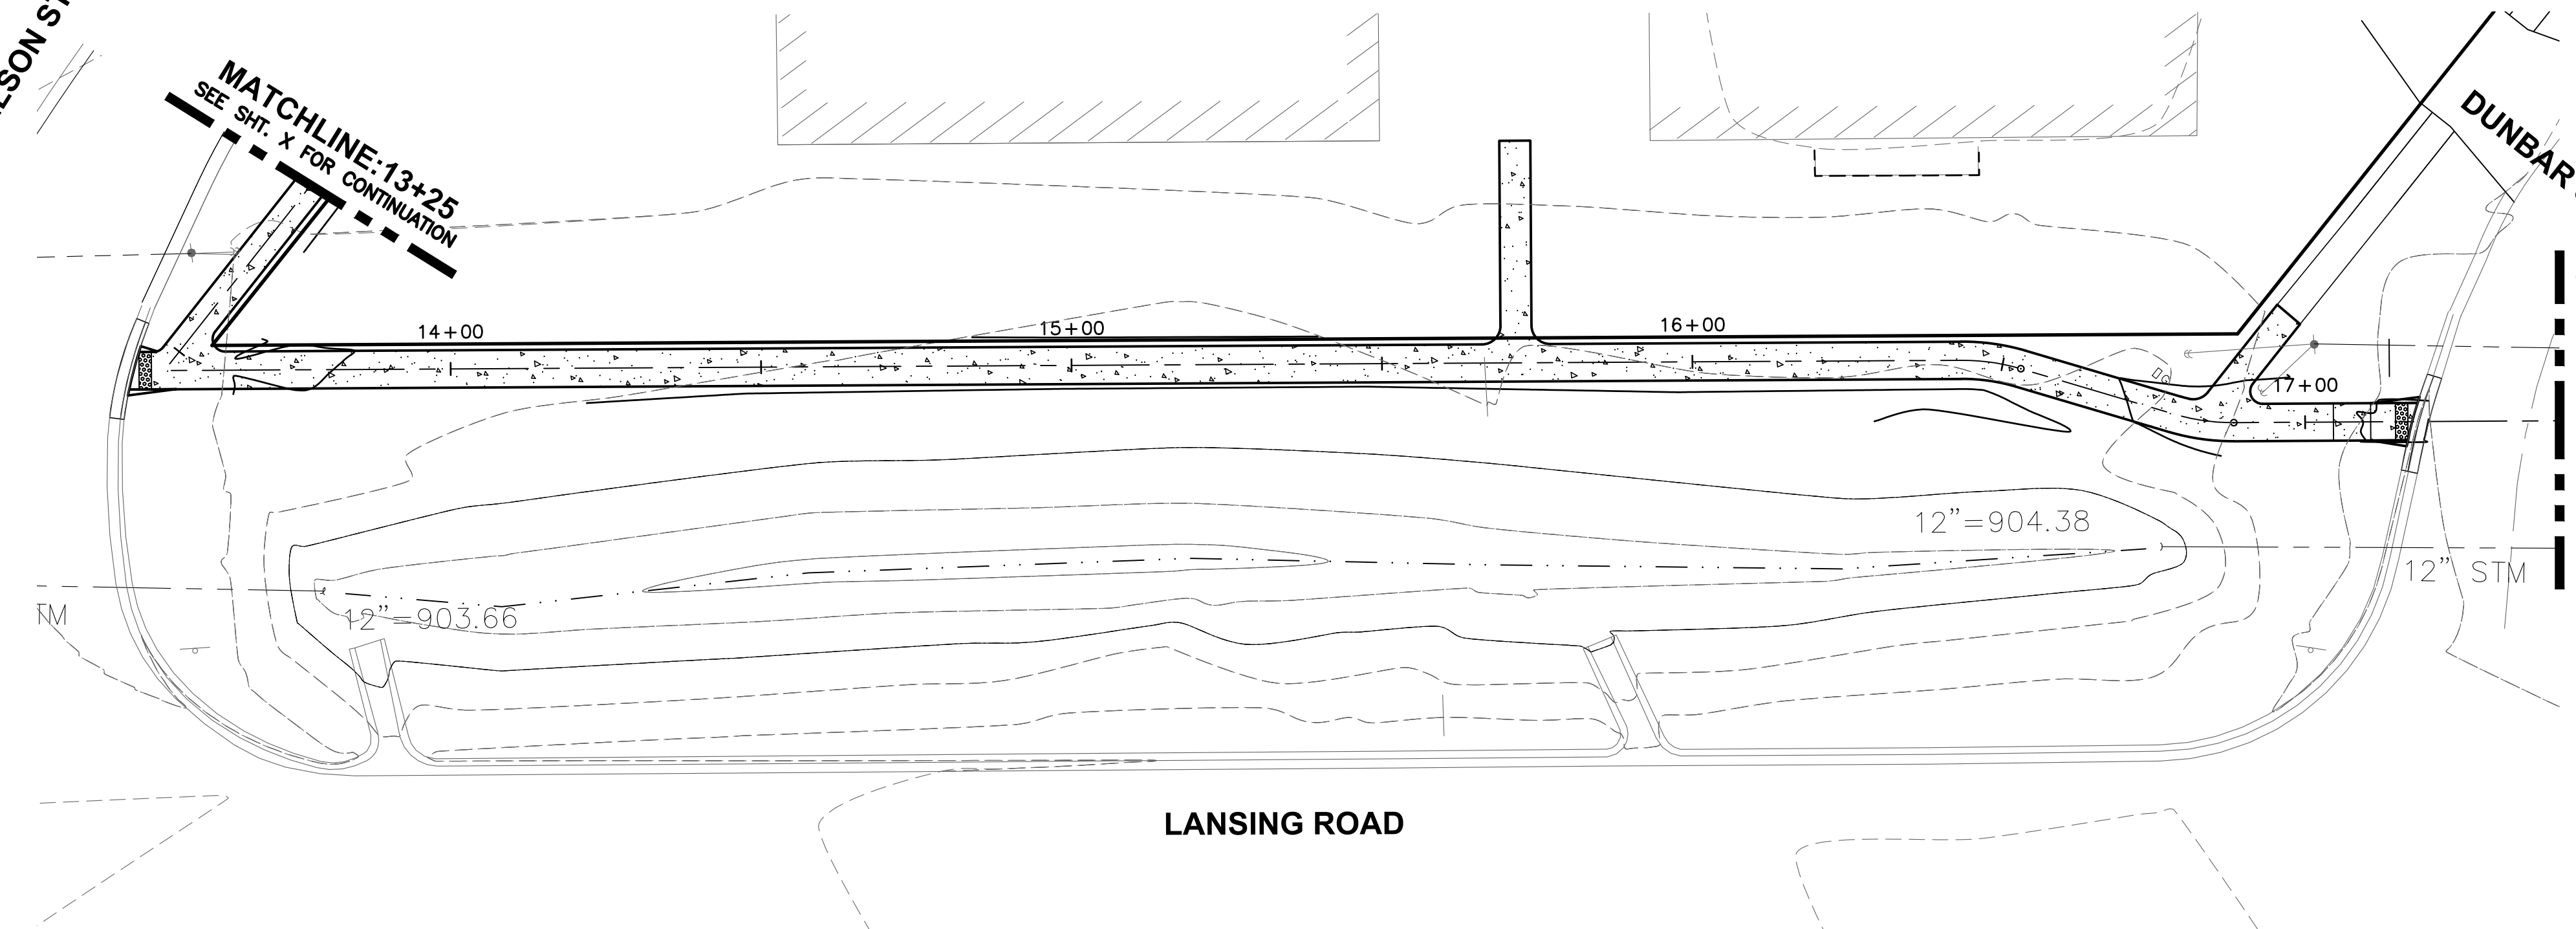 MATCHLINE:13+25
SEE SHT. X FOR CONTINUATION
DUNBAR
14+00
15+00
16+00
17+00
12"=904.38
12" STM
12"=903.66
LANSING ROAD